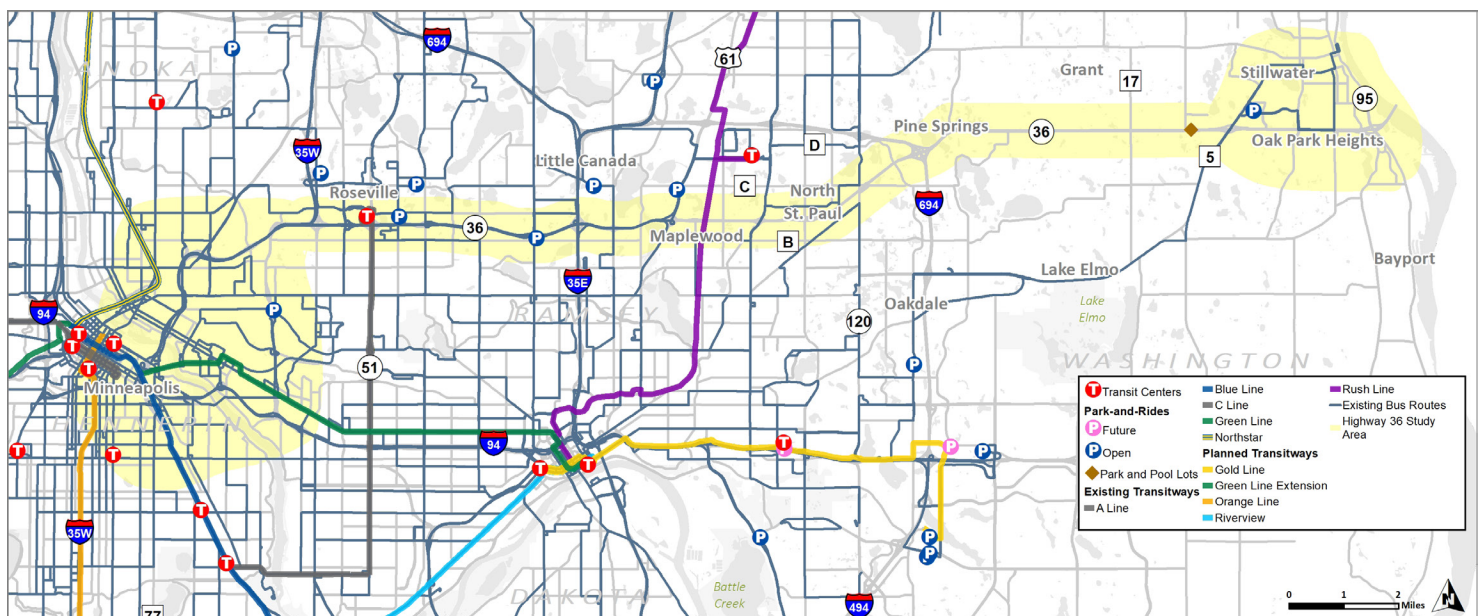 694
61
P
ANOKA
Grant
17
Stillwater
T
P
P
95
35W
Pine Springs
36
Oak Park Heights
D
Little Canada
T
5
P
P
P
P
Roseville
C
North
St. Paul
694
T
P
36
P
Maplewood
B
Bayport
35E
Lake Elmo
94
P
RAMSEY
Oakdale
Lake
Elmo
120
T
T
T
T
51
P
WASHINGTON
Minneapolis
HENNEPIN
T
T
94
T
P
P
P
T
T
T
35W
P
P
P
T
DAKOTA
Battle
Creek
494
77
T Transit Centers
Park-and-Rides
P Future
P Open
Park and Pool Lots
Existing Transitways
A Line
Blue Line
C Line
Green Line
Northstar
Planned Transitways
Gold Line
Green Line Extension
Orange Line
Riverview
Rush Line
Existing Bus Routes
Highway 36 Study
Area
0 1 2
Miles
N